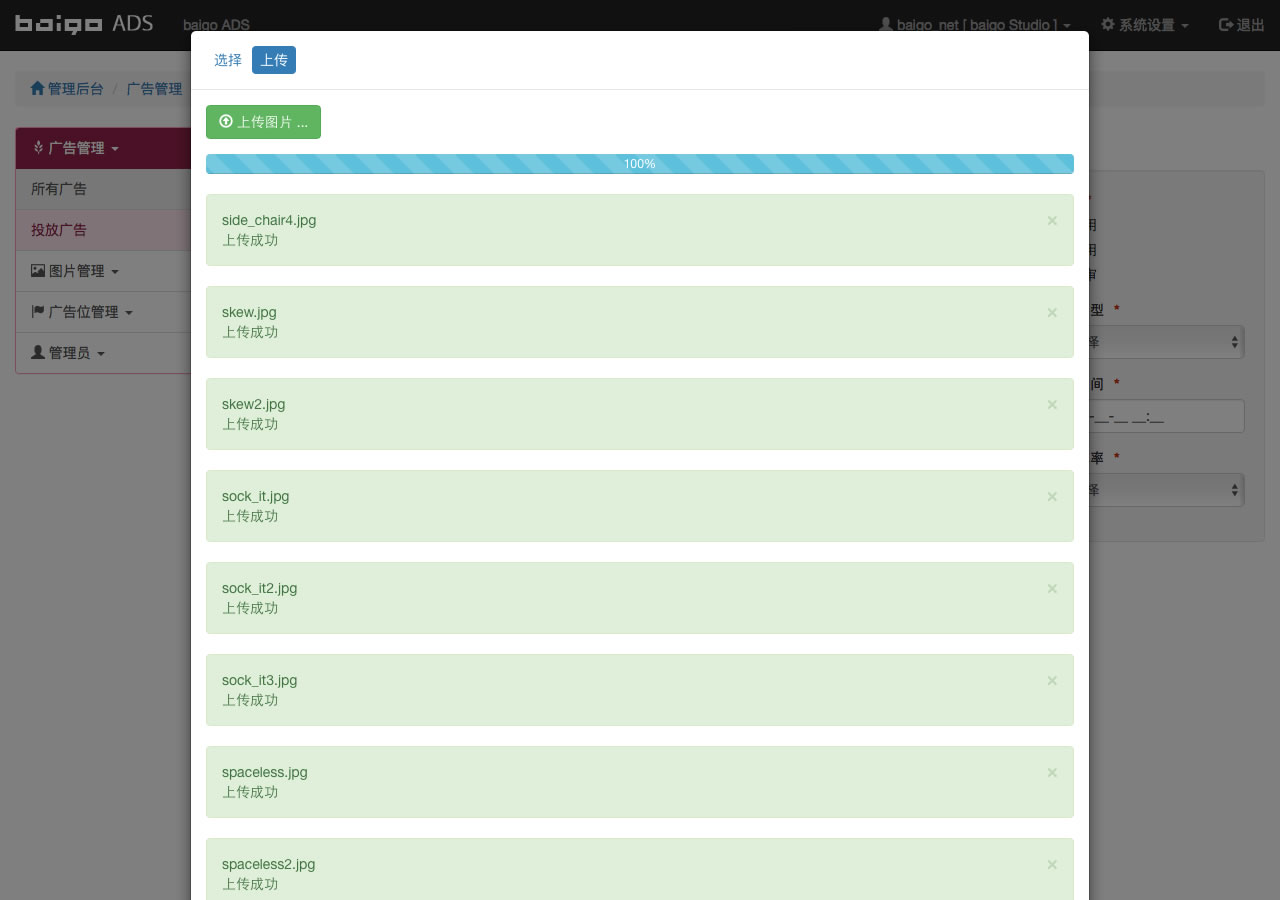 baigo ADS
baigo ADS
baigo_net [ baigo Studio ]
系统设置
退出
管理后台 / 广告管理
广告管理
所有广告
投放广告
图片管理
广告位管理
管理员
选择
上传
上传图片 ...
100%
side_chair4.jpg
×
上传成功
skew.jpg
×
上传成功
skew2.jpg
×
上传成功
sock_it.jpg
×
上传成功
sock_it2.jpg
×
上传成功
sock_it3.jpg
×
上传成功
spaceless.jpg
×
上传成功
spaceless2.jpg
×
上传成功
型 *
择
间 *
-__-__ __:__
率 *
择